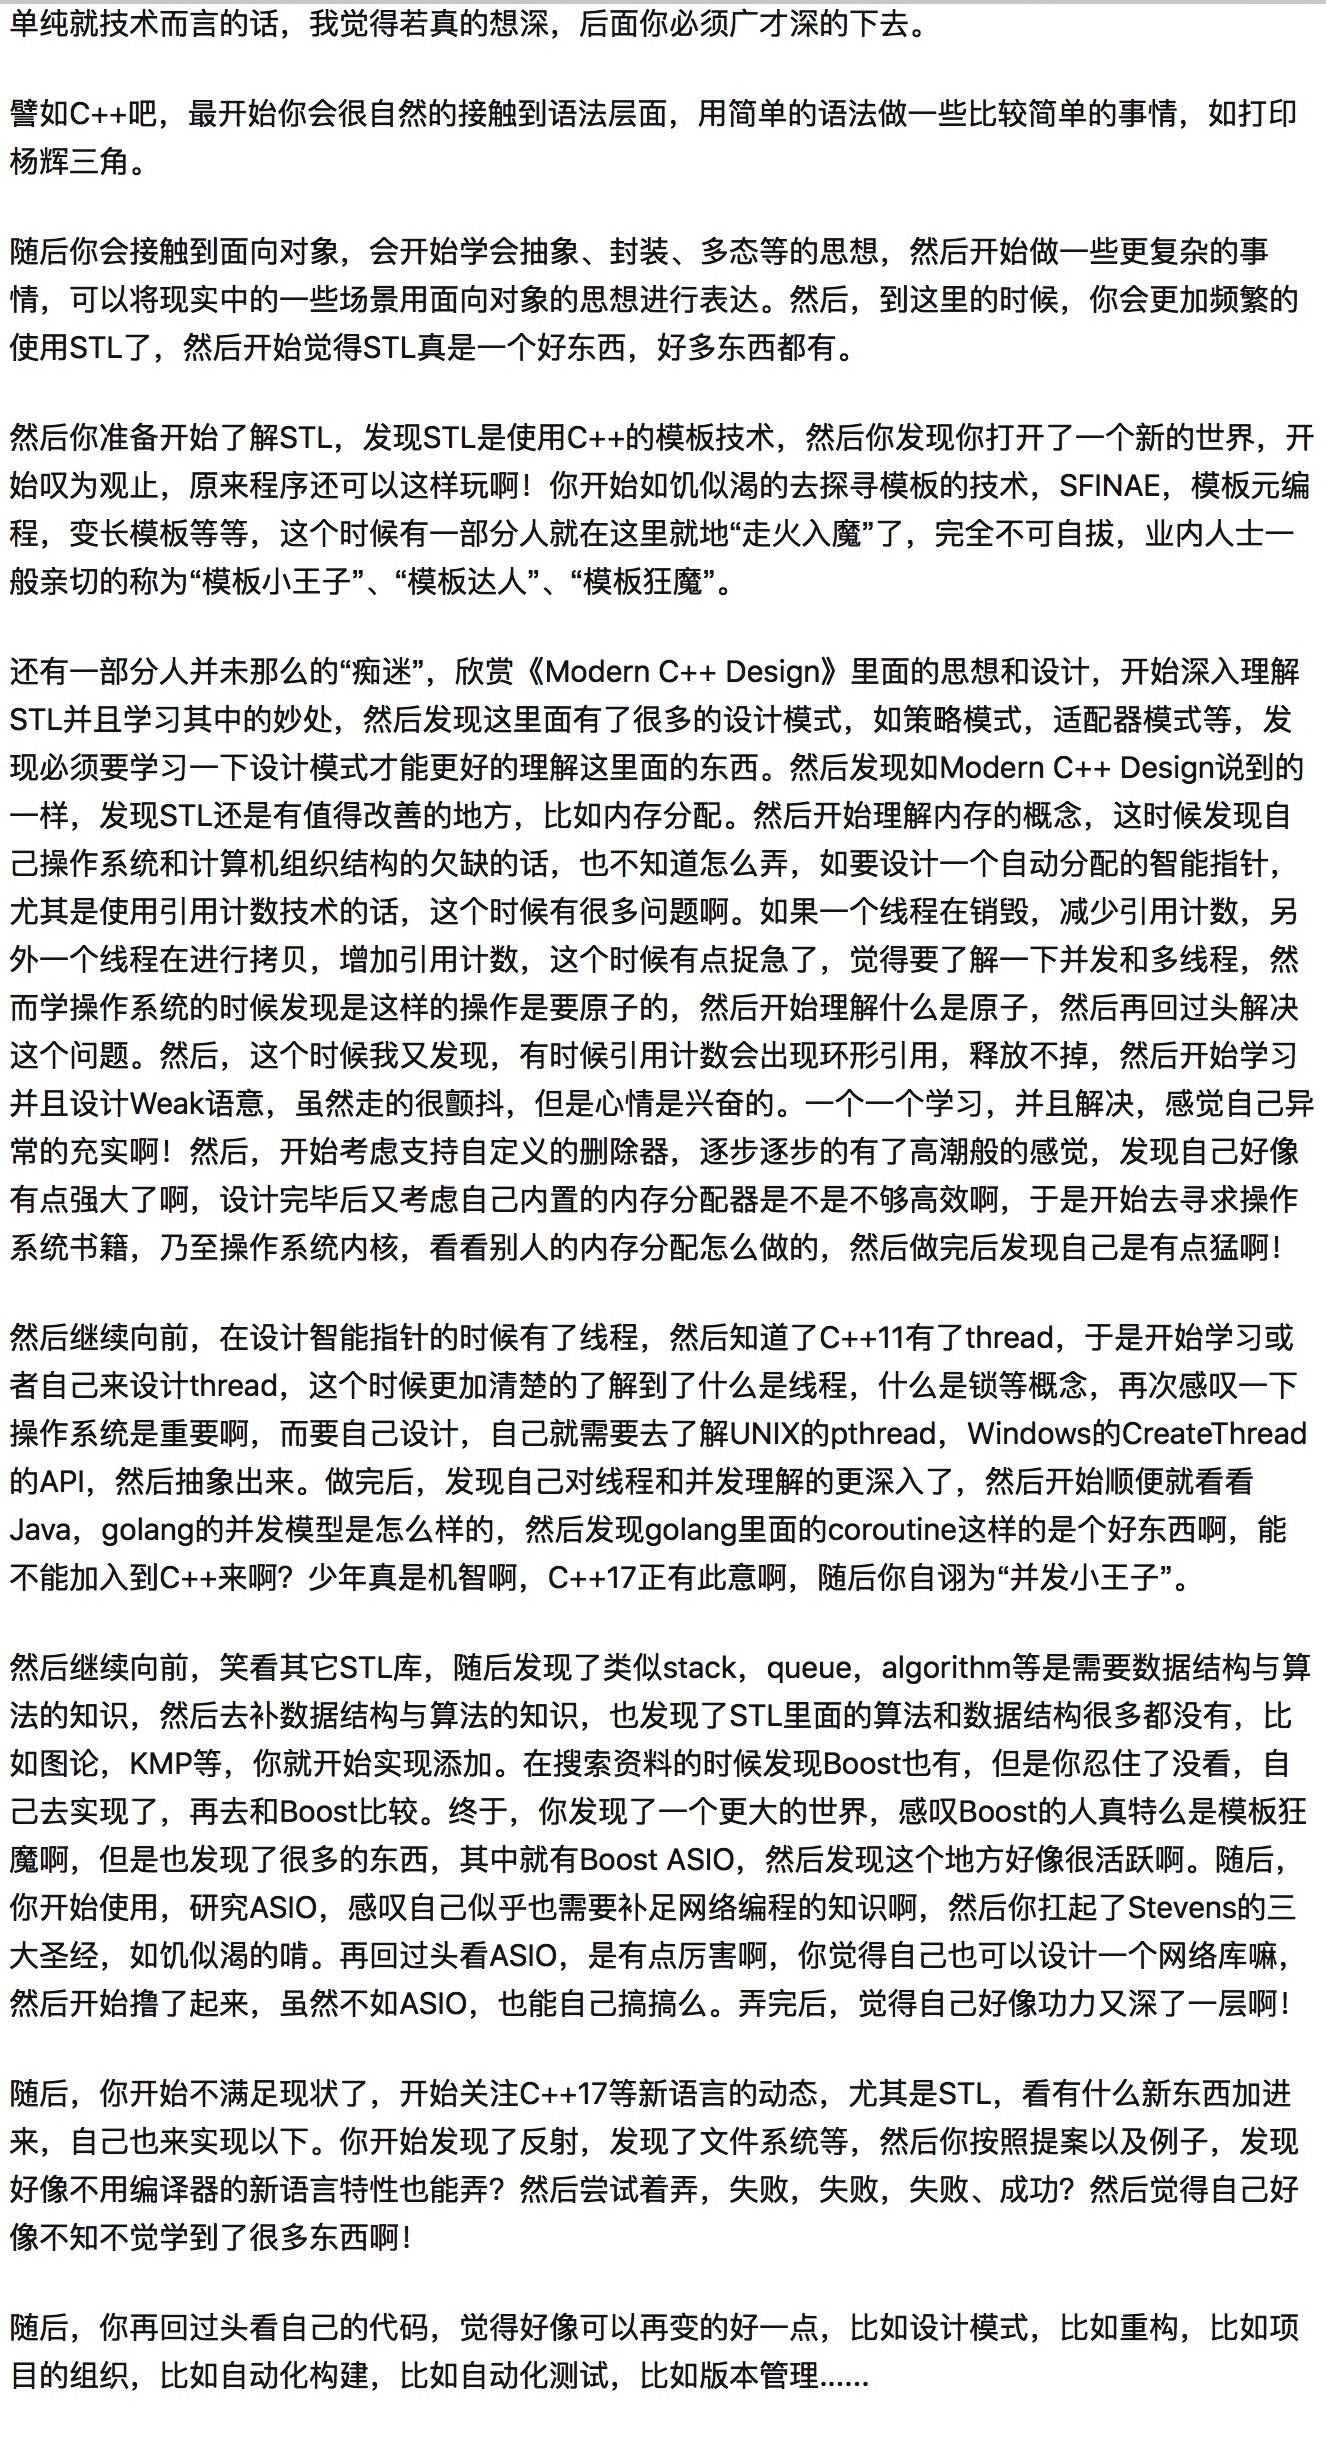 单纯就技术而言的话，我觉得若真的想深，后面你必须广才深的下去。
譬如C++吧，最开始你会很自然的接触到语法层面，用简单的语法做一些比较简单的事情，如打印
杨辉三角。
随后你会接触到面向对象，会开始学会抽象、封装、多态等的思想，然后开始做一些更复杂的事
情，可以将现实中的一些场景用面向对象的思想进行表达。然后，到这里的时候，你会更加频繁的
使用STL了，然后开始觉得STL真是一个好东西，好多东西都有。
然后你准备开始了解STL，发现STL是使用C++的模板技术，然后你发现你打开了一个新的世界，开
始叹为观止，原来程序还可以这样玩啊！你开始如饥似渴的去探寻模板的技术，SFINAE，模板元编
程，变长模板等等，这个时候有一部分人就在这里就地“走火入魔”了，完全不可自拔，业内人士一
般亲切的称为“模板小王子”、“模板达人”、“模板狂魔”。
还有一部分人并未那么的“痴迷”，欣赏《Modern C++ Design》里面的思想和设计，开始深入理解
STL并且学习其中的妙处，然后发现这里面有了很多的设计模式，如策略模式，适配器模式等，发
现必须要学习一下设计模式才能更好的理解这里面的东西。然后发现如Modern C++ Design说到的
一样，发现STL还是有值得改善的地方，比如内存分配。然后开始理解内存的概念，这时候发现自
己操作系统和计算机组织结构的欠缺的话，也不知道怎么弄，如要设计一个自动分配的智能指针，
尤其是使用引用计数技术的话，这个时候有很多问题啊。如果一个线程在销毁，减少引用计数，另
外一个线程在进行拷贝，增加引用计数，这个时候有点捉急了，觉得要了解一下并发和多线程，然
而学操作系统的时候发现是这样的操作是要原子的，然后开始理解什么是原子，然后再回过头解决
这个问题。然后，这个时候我又发现，有时候引用计数会出现环形引用，释放不掉，然后开始学习
并且设计Weak语意，虽然走的很颤抖，但是心情是兴奋的。一个一个学习，并且解决，感觉自己异
常的充实啊！然后，开始考虑支持自定义的删除器，逐步逐步的有了高潮般的感觉，发现自己好像
有点强大了啊，设计完毕后又考虑自己内置的内存分配器是不是不够高效啊，于是开始去寻求操作
系统书籍，乃至操作系统内核，看看别人的内存分配怎么做的，然后做完后发现自己是有点猛啊！
然后继续向前，在设计智能指针的时候有了线程，然后知道了C++11有了thread，于是开始学习或
者自己来设计thread，这个时候更加清楚的了解到了什么是线程，什么是锁等概念，再次感叹一下
操作系统是重要啊，而要自己设计，自己就需要去了解UNIX的pthread，Windows的CreateThread
的API，然后抽象出来。做完后，发现自己对线程和并发理解的更深入了，然后开始顺便就看看
Java，golang的并发模型是怎么样的，然后发现golang里面的coroutine这样的是个好东西啊，能
不能加入到C++来啊？少年真是机智啊，C++17正有此意啊，随后你自诩为“并发小王子”。
然后继续向前，笑看其它STL库，随后发现了类似stack，queue，algorithm等是需要数据结构与算
法的知识，然后去补数据结构与算法的知识，也发现了STL里面的算法和数据结构很多都没有，比
如图论，KMP等，你就开始实现添加。在搜索资料的时候发现Boost也有，但是你忍住了没看，自
己去实现了，再去和Boost比较。终于，你发现了一个更大的世界，感叹Boost的人真特么是模板狂
魔啊，但是也发现了很多的东西，其中就有Boost ASIO，然后发现这个地方好像很活跃啊。随后，
你开始使用，研究ASIO，感叹自己似乎也需要补足网络编程的知识啊，然后你扛起了Stevens的三
大圣经，如饥似渴的啃。再回过头看ASIO，是有点厉害啊，你觉得自己也可以设计一个网络库嘛，
然后开始撸了起来，虽然不如ASIO，也能自己搞搞么。弄完后，觉得自己好像功力又深了一层啊！
随后，你开始不满足现状了，开始关注C++17等新语言的动态，尤其是STL，看有什么新东西加进
来，自己也来实现以下。你开始发现了反射，发现了文件系统等，然后你按照提案以及例子，发现
好像不用编译器的新语言特性也能弄？然后尝试着弄，失败，失败，失败、成功？然后觉得自己好
像不知不觉学到了很多东西啊！
随后，你再回过头看自己的代码，觉得好像可以再变的好一点，比如设计模式，比如重构，比如项
目的组织，比如自动化构建，比如自动化测试，比如版本管理......